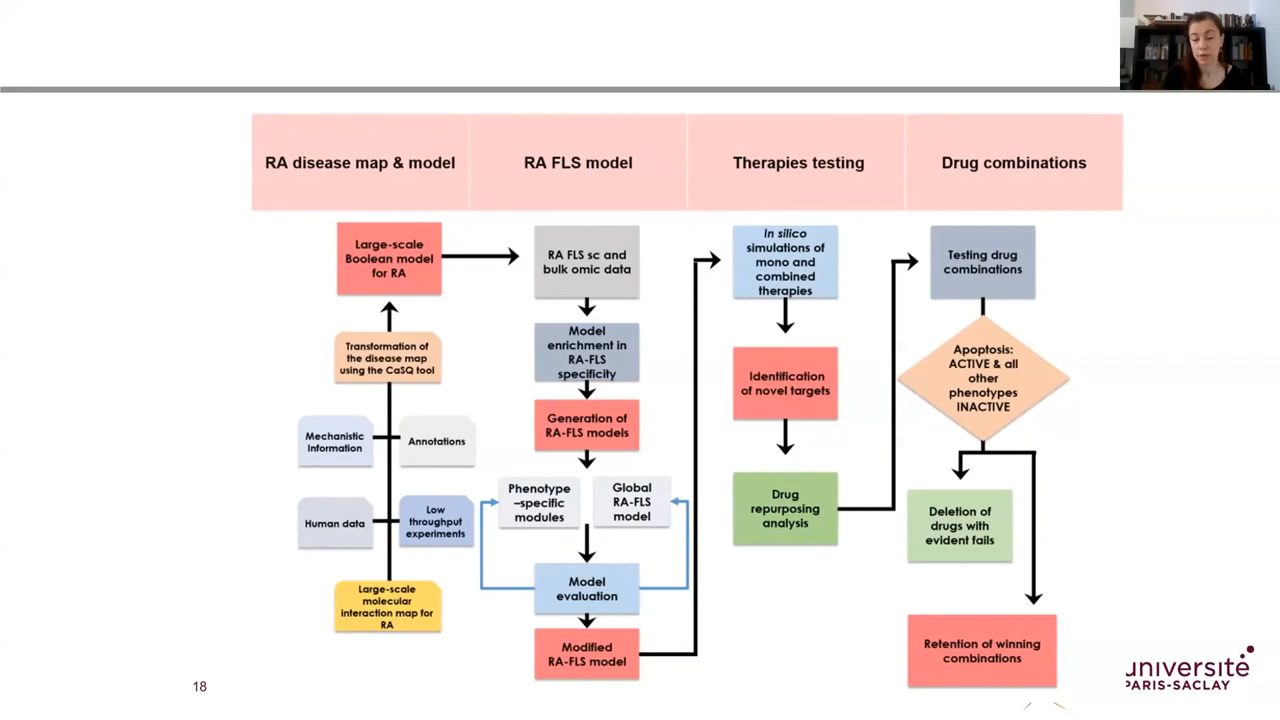 RA disease map & model
RA FLS model
Therapies testing
Drug combinations
Large-scale
Boolean model
for RA
Transformation of
the disease map
using the CaSQ tool
Mechanistic
Information
Annotations
Human data
Low
throughput
experiments
Large-scale
molecular
interaction map for
RA
RA FLS sc and
bulk omic data
Model
enrichment in
RA-FLS
specificity
Generation of
RA-FLS models
Phenotype
–specific
modules
Global
RA-FLS
model
Model
evaluation
Modified
RA-FLS model
In silico
simulations of
mono and
combined
therapies
Identification
of novel targets
Drug
repurposing
analysis
Testing drug
combinations
Apoptosis:
ACTIVE & all
other
phenotypes
INACTIVE
Deletion of
drugs with
evident fails
Retention of winning
combinations
18
université
PARIS-SACLAY